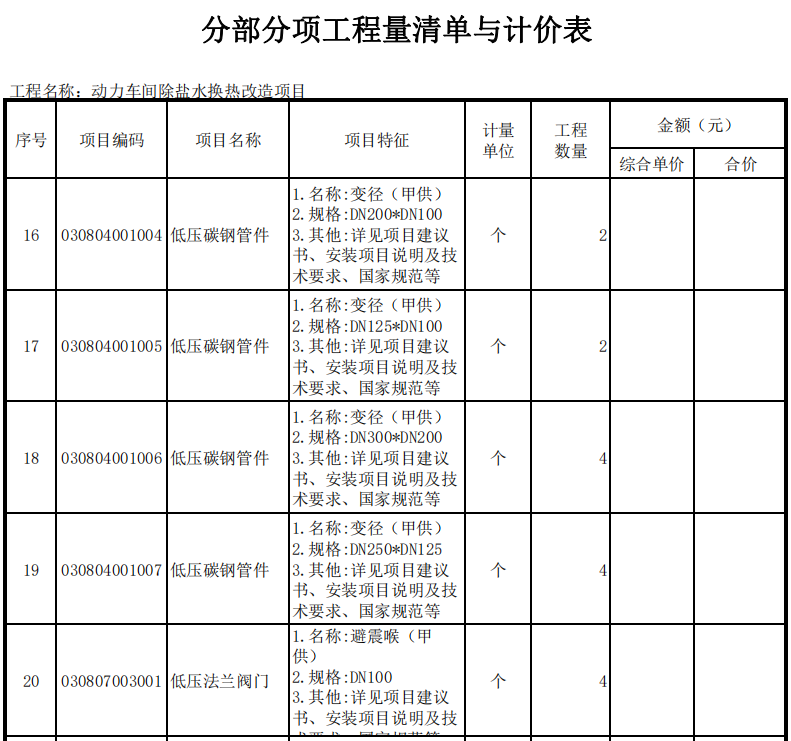 分部分项工程量清单与计价表
工程名称：动力车间除盐水换热改造项目
序号 项目编码 项目名称 项目特征 计量单位 工程数量 金额（元）
综合单价 合价
16 030804001004 低压碳钢管件 1.名称:变径（甲供） 个 2
2.规格:DN200*DN100
3.其他:详见项目建议
书、安装项目说明及技
术要求、国家规范等
17 030804001005 低压碳钢管件 1.名称:变径（甲供） 个 2
2.规格:DN125*DN100
3.其他:详见项目建议
书、安装项目说明及技
术要求、国家规范等
18 030804001006 低压碳钢管件 1.名称:变径（甲供） 个 4
2.规格:DN300*DN200
3.其他:详见项目建议
书、安装项目说明及技
术要求、国家规范等
19 030804001007 低压碳钢管件 1.名称:变径（甲供） 个 4
2.规格:DN250*DN125
3.其他:详见项目建议
书、安装项目说明及技
术要求、国家规范等
20 030807003001 低压法兰阀门 1.名称:避震喉（甲 个 4
供）
2.规格:DN100
3.其他:详见项目建议
书、安装项目说明及技